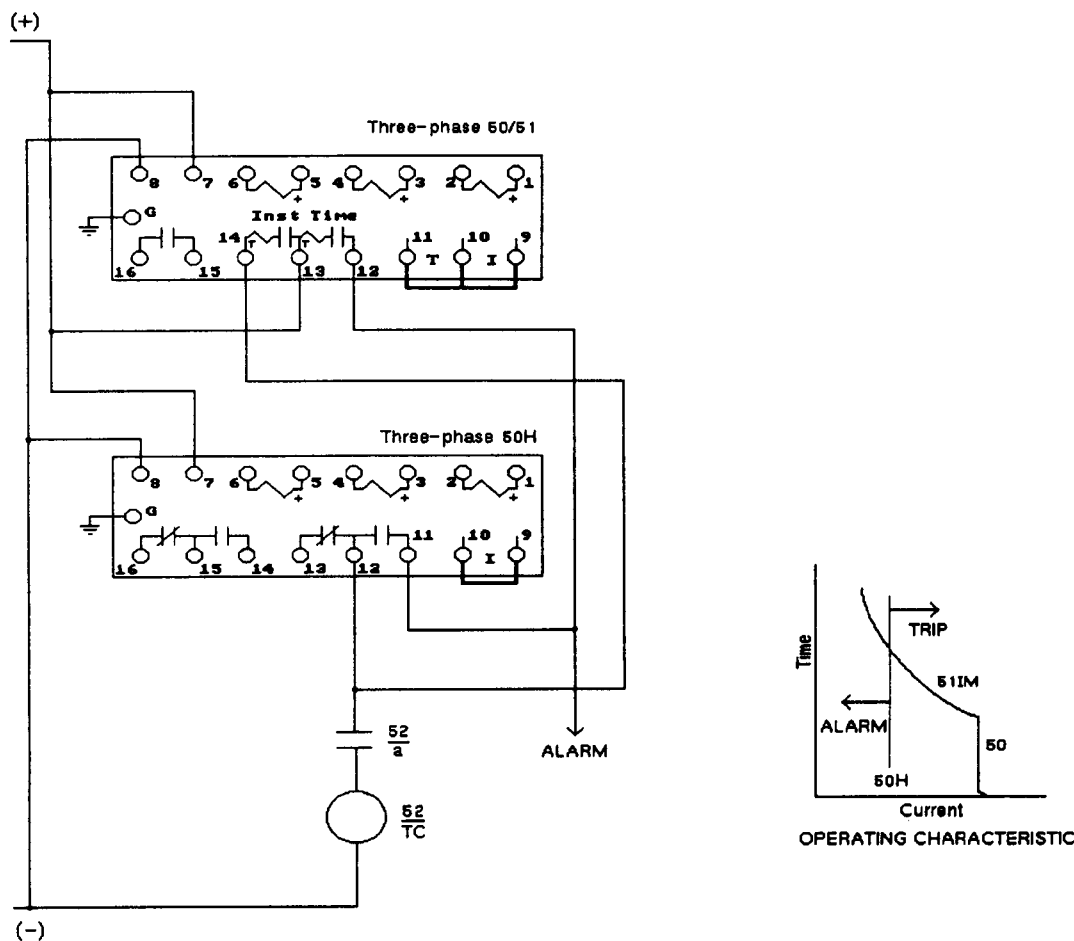 (+)
Three-phase 50/51
8 7 6 5 4 3 2 1
+ + +
G
Inst Time
14 T T 11 10 9
T I
16 15 13 12
Three-phase 50H
8 7 6 5 4 3 2 1
+ + +
G
11 10 9
I
16 15 14 13 12
TRIP
Time
51IM
52
a
ALARM
ALARM
50
50H
52
TC
Current
OPERATING CHARACTERISTIC
(-)